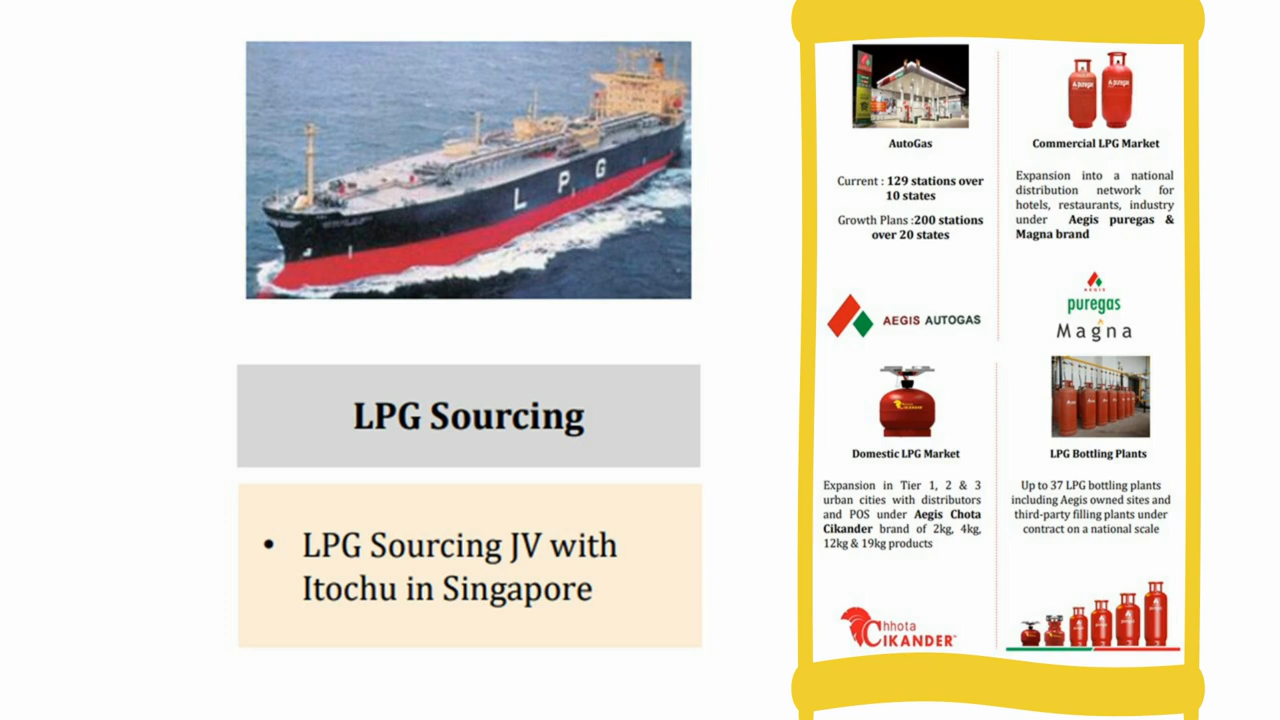 L P G
LPG Sourcing
• LPG Sourcing JV with
Itochu in Singapore
AutoGas
Current : 129 stations over
10 states
Growth Plans :200 stations
over 20 states
AEGIS AUTOGAS
Commercial LPG Market
Expansion into a national
distribution network for
hotels, restaurants, industry
under Aegis puregas &
Magna brand
AEGIS
puregas
Magna
Domestic LPG Market
Expansion in Tier 1, 2 & 3
urban cities with distributors
and POS under Aegis Chota
Cikander brand of 2kg, 4kg,
12kg & 19kg products
Chhota
CIKANDER
LPG Bottling Plants
Up to 37 LPG bottling plants
including Aegis owned sites and
third-party filling plants under
contract on a national scale